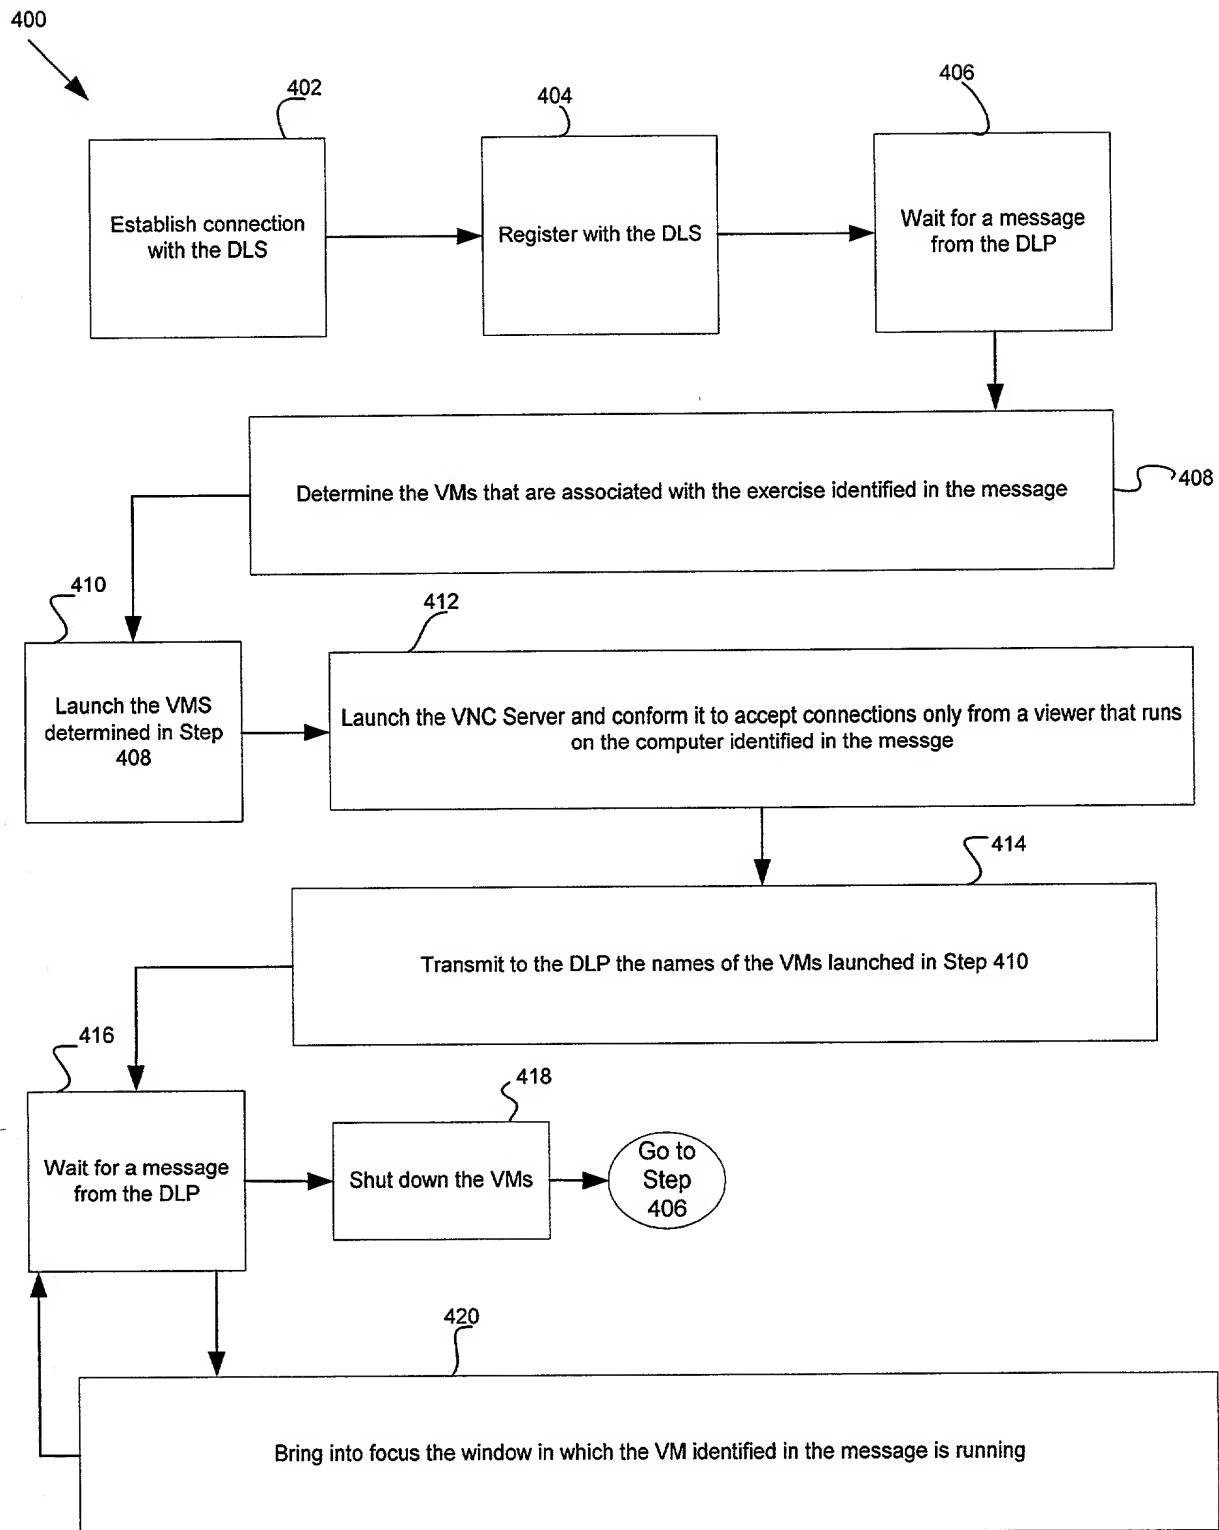 400
402
404
406
Establish connection
with the DLS
Register with the DLS
Wait for a message
from the DLP
Determine the VMs that are associated with the exercise identified in the message
408
410
412
Launch the VMS
determined in Step
408
Launch the VNC Server and conform it to accept connections only from a viewer that runs
on the computer identified in the messge
414
Transmit to the DLP the names of the VMs launched in Step 410
416
418
Wait for a message
from the DLP
Shut down the VMs
Go to
Step
406
420
Bring into focus the window in which the VM identified in the message is running